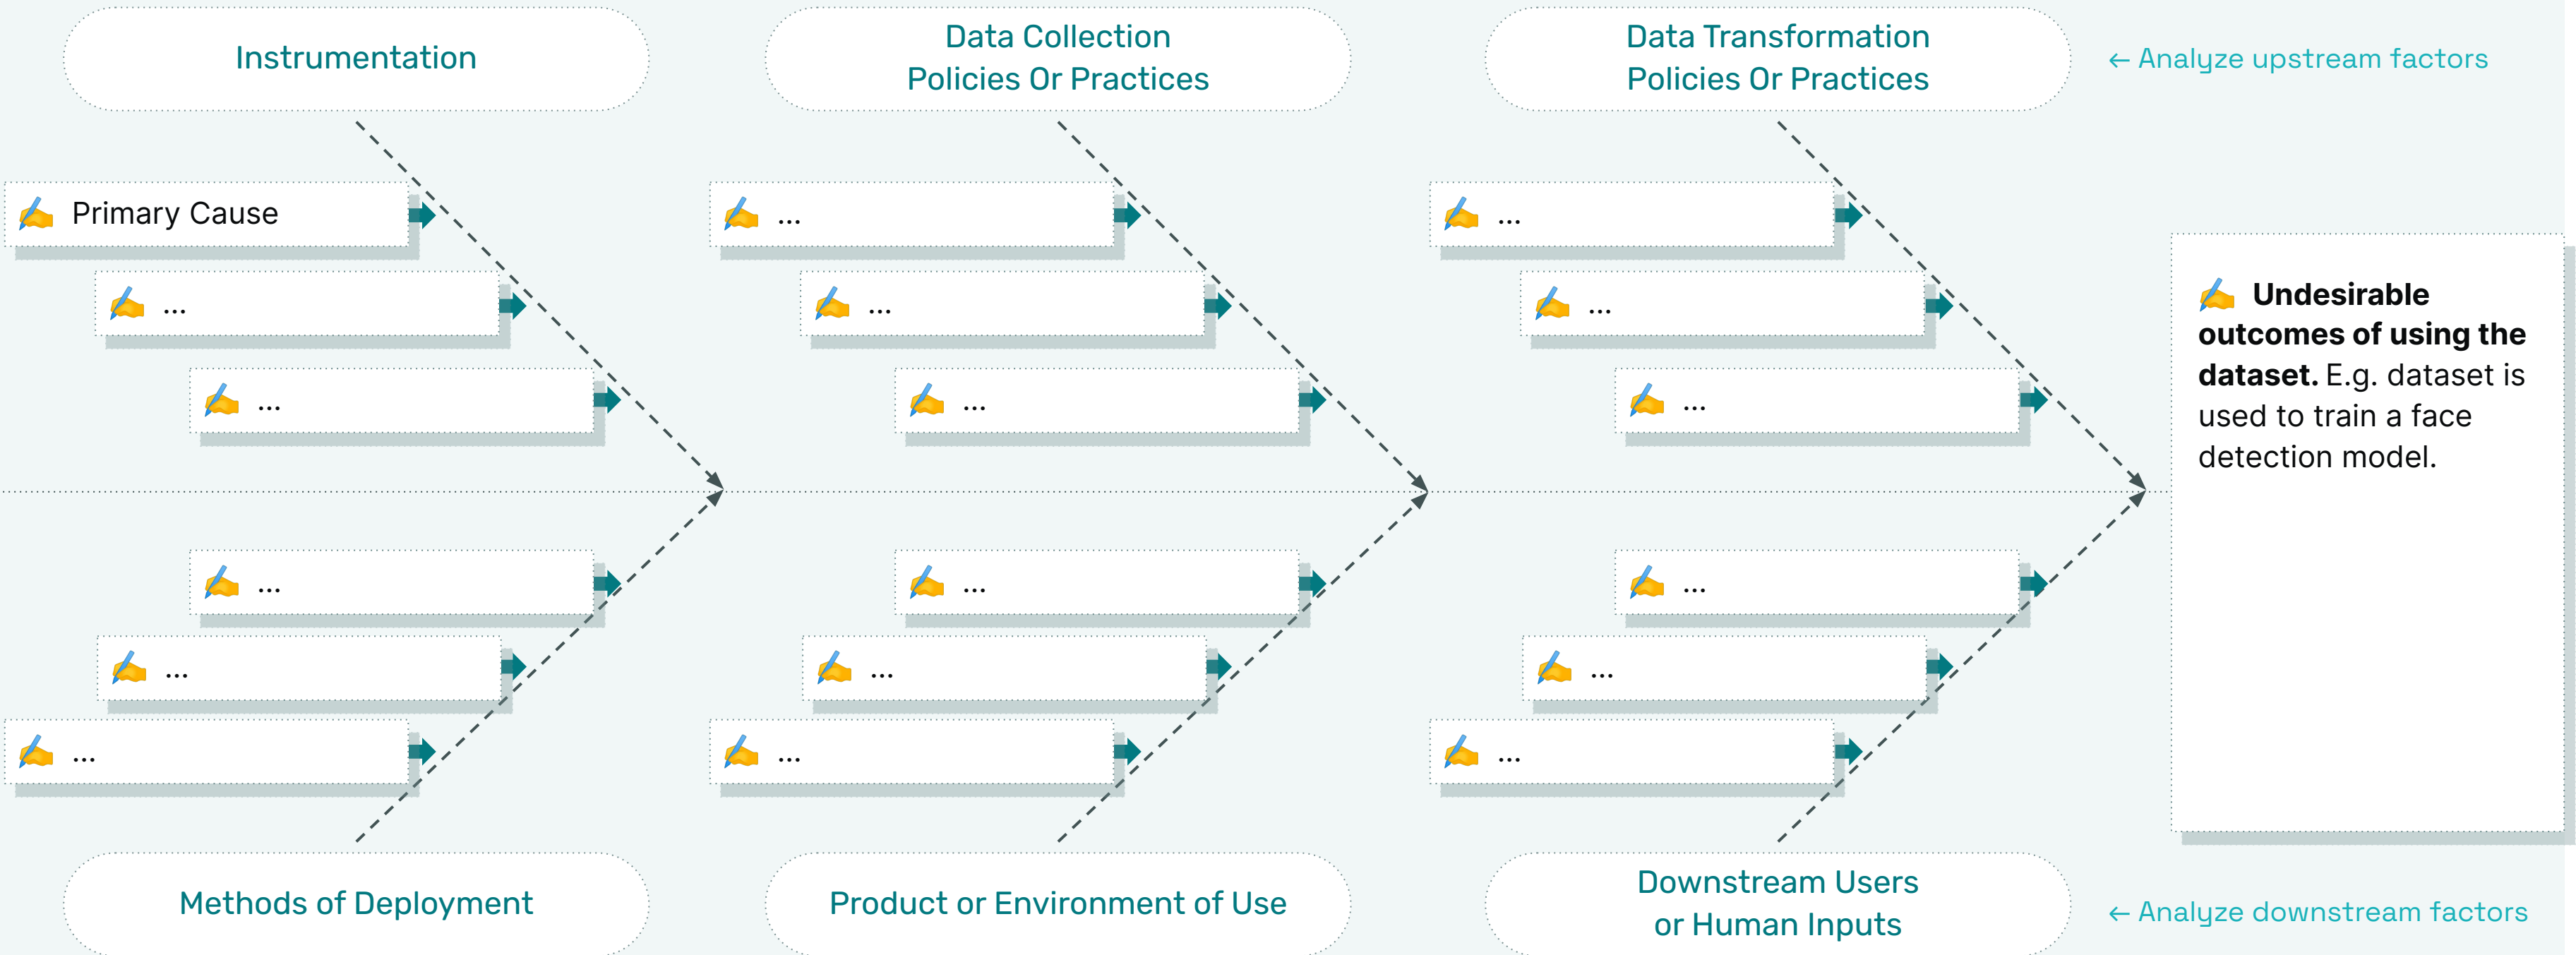 Instrumentation
Data Collection
Policies Or Practices
Data Transformation
Policies Or Practices
← Analyze upstream factors
✍️ Primary Cause
✍️ ...
✍️ ...
✍️ ...
✍️ ...
✍️ ...
✍️ ...
✍️ ...
✍️ ...
✍️ Undesirable
outcomes of using the
dataset. E.g. dataset is
used to train a face
detection model.
✍️ ...
✍️ ...
✍️ ...
✍️ ...
✍️ ...
✍️ ...
✍️ ...
✍️ ...
✍️ ...
Methods of Deployment
Product or Environment of Use
Downstream Users
or Human Inputs
← Analyze downstream factors